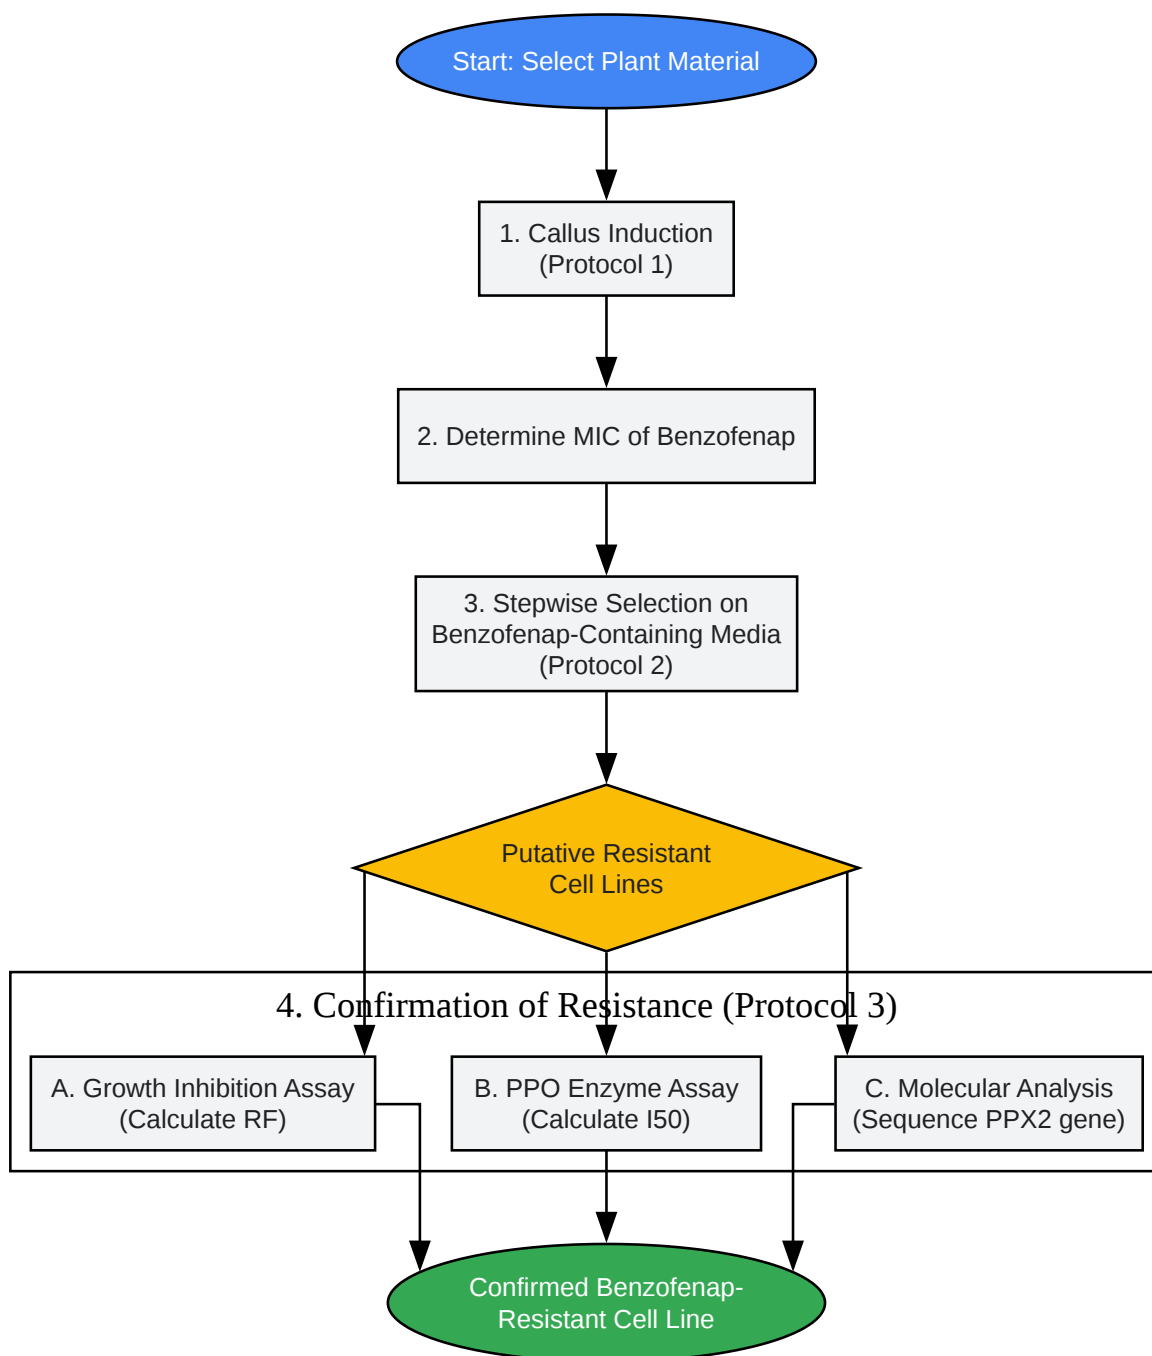 Start: Select Plant Material
1. Callus Induction
(Protocol 1)
2. Determine MIC of Benzofenap
3. Stepwise Selection on
Benzofenap-Containing Media
(Protocol 2)
Putative Resistant
Cell Lines
4. Confirmation of Resistance (Protocol 3)
A. Growth Inhibition Assay
(Calculate RF)
B. PPO Enzyme Assay
(Calculate I50)
C. Molecular Analysis
(Sequence PPX2 gene)
Confirmed Benzofenap-
Resistant Cell Line